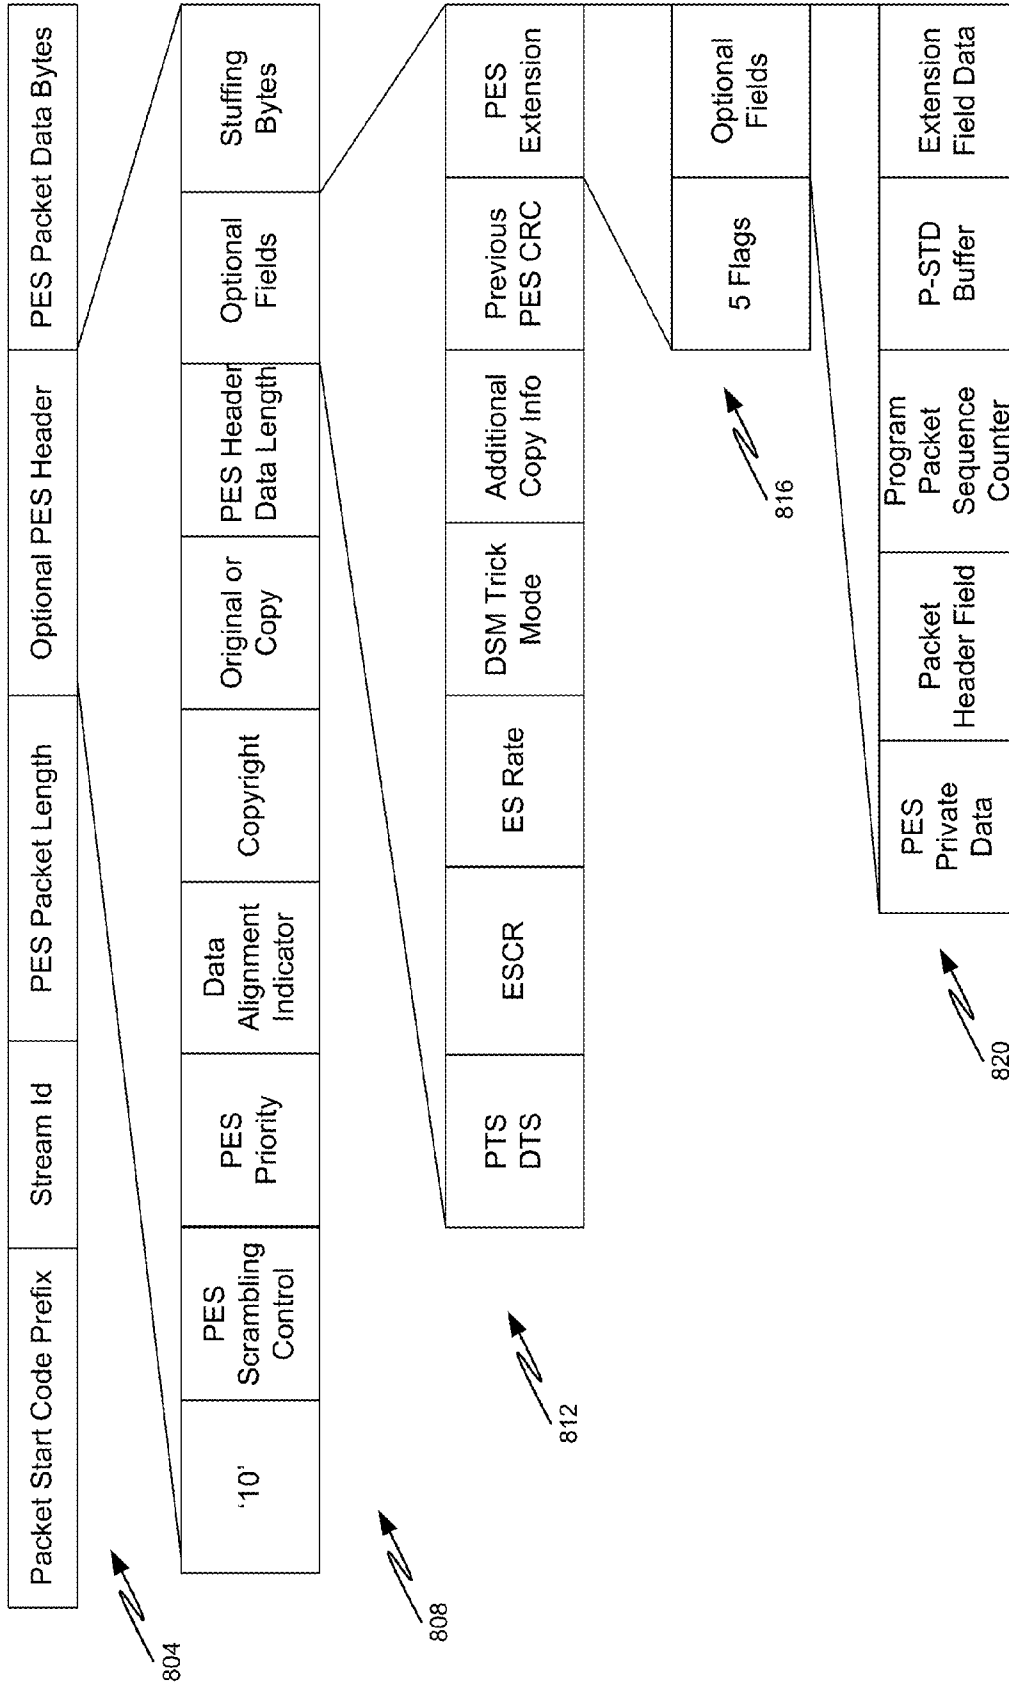 Packet Start Code Prefix
Stream Id
PES Packet Length
Optional PES Header
PES Packet Data Bytes
804
'10'
PES
Scrambling
Control
PES
Priority
Data
Alignment
Indicator
Copyright
Original or
Copy
PES Header
Data Length
Optional
Fields
Stuffing
Bytes
808
PTS
DTS
ESCR
ES Rate
DSM Trick
Mode
Additional
Copy Info
Previous
PES CRC
PES
Extension
812
5 Flags
Optional
Fields
816
PES
Private
Data
Packet
Header Field
Program
Packet
Sequence
Counter
P-STD
Buffer
Extension
Field Data
820